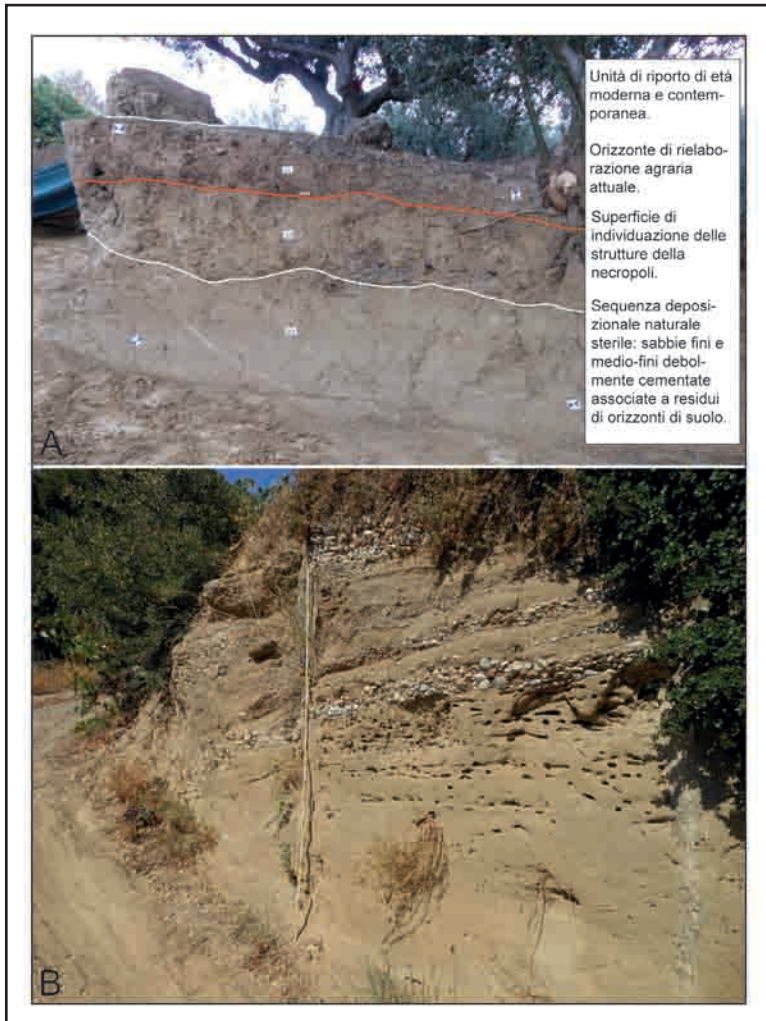 Unità di riporto di età
moderna e contem-
poranea.
Orizzonte di rielabo-
razione agraria
attuale.
Superficie di
individuazione delle
strutture della
necropoli.
Sequenza deposi-
zionale naturale
sterile: sabbie fini e
medio-fini debol-
mente cementate
associate a residui
di orizzonti di suolo.
A
B